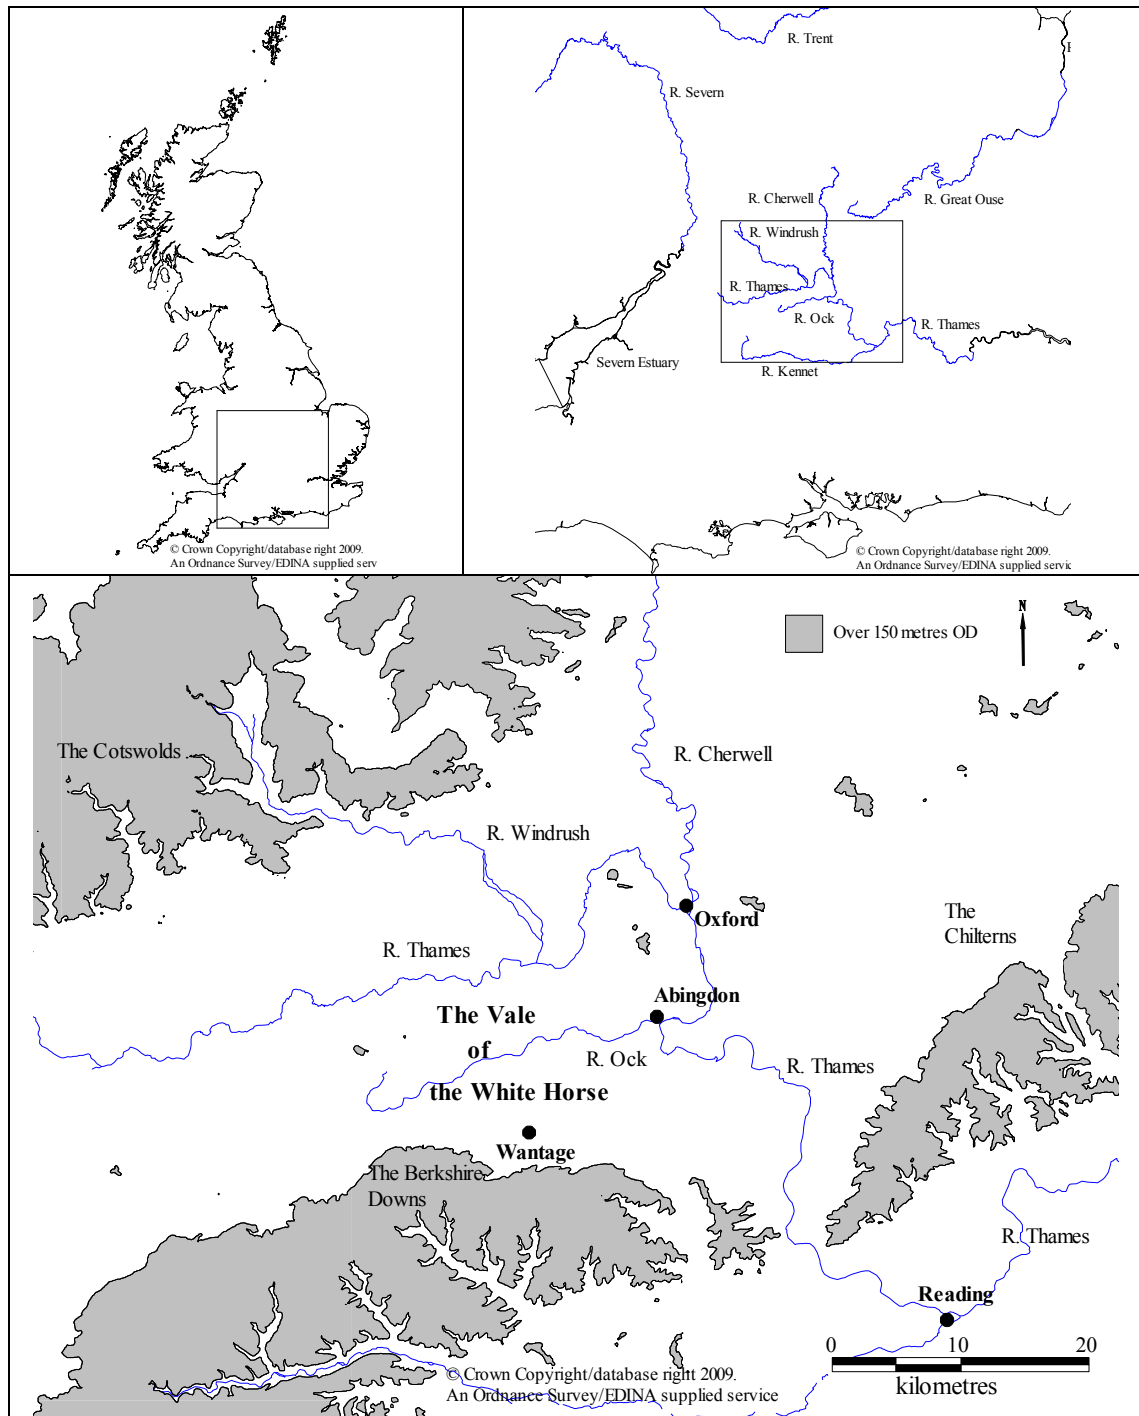 © Crown Copyright/database right 2009.
An Ordnance Survey/EDINA supplied serv
R. Trent
R. Severn
R. Cherwell
R. Great Ouse
R. Windrush
R. Thames
R. Ock
R. Thames
Severn Estuary
R. Kennet
© Crown Copyright/database right 2009.
An Ordnance Survey/EDINA supplied servic
Over 150 metres OD
N
The Cotswolds
R. Cherwell
R. Windrush
Oxford
The
Chilterns
R. Thames
Abingdon
The Vale
of
the White Horse
R. Ock
R. Thames
Wantage
The Berkshire
Downs
R. Thames
Reading
0 10 20
kilometres
© Crown Copyright/database right 2009.
An Ordnance Survey/EDINA supplied service